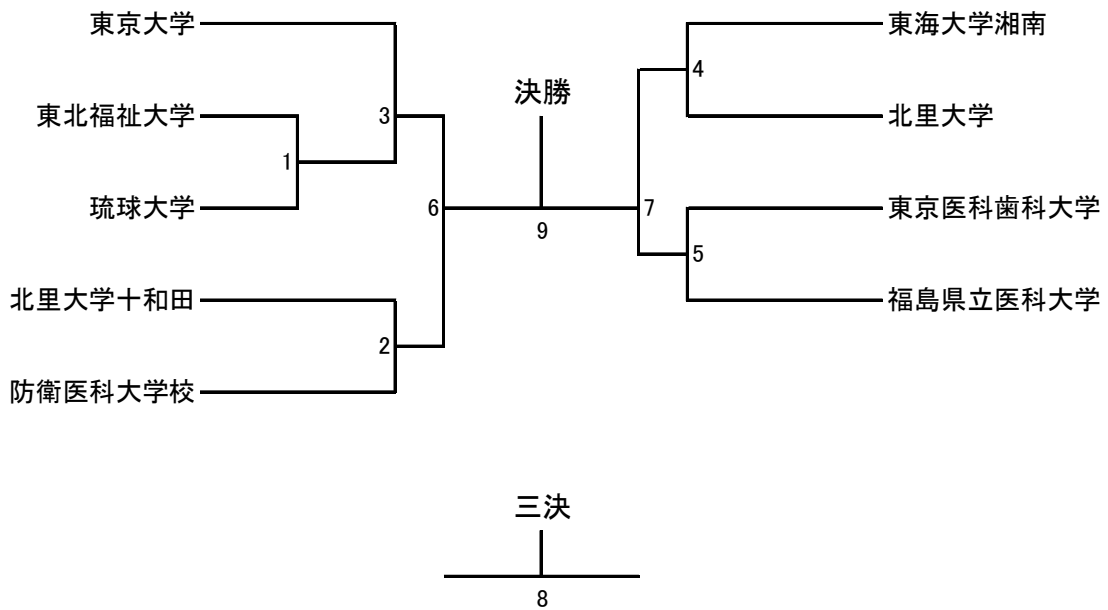 東京大学
東北福祉大学
琉球大学
北里大学十和田
防衛医科大学校
1
3
2
6
決勝
9
7
4
5
東海大学湘南
北里大学
東京医科歯科大学
福島県立医科大学
三決
8